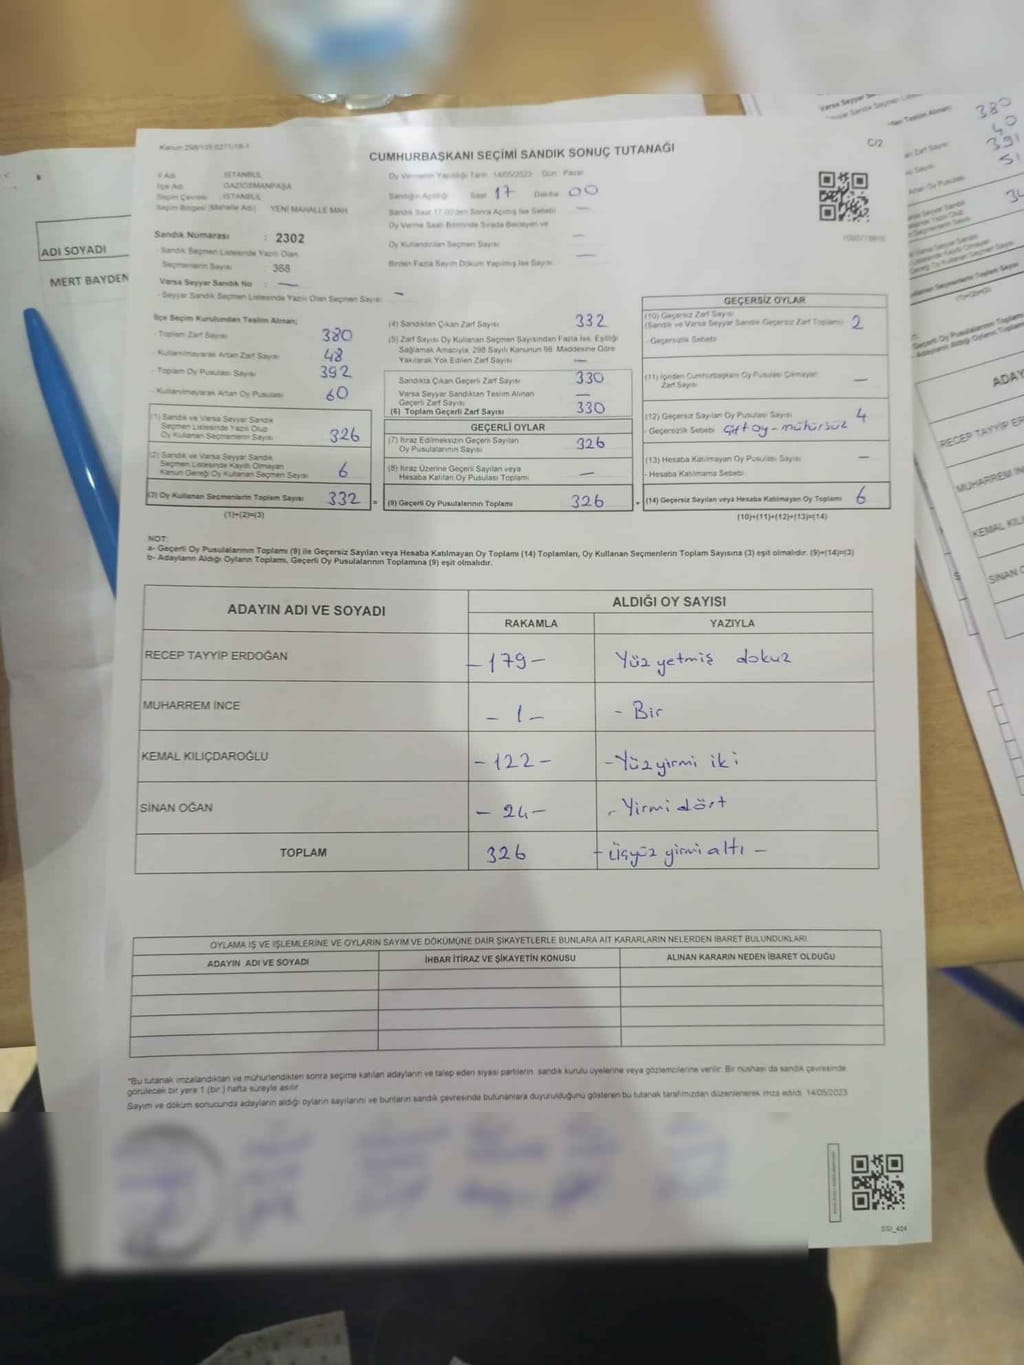 CUMHURBAŞKANI SEÇİMİ SANDIK SONUÇ TUTANAĞI
C/2
İl Adı : İSTANBUL
İlçe Adı : GAZİOSMANPAŞA
Seçim Çevresi : İSTANBUL
Seçim Bölgesi (Mahalle Adı) : YENİ MAHALLE MAH
Sandık Numarası : 2302
Sandık Seçmen Listesinde Yazılı Olan
Seçmenlerin Sayısı : 368
Varsa Seyyar Sandık No : —
- Seyyar Sandık Seçmen Listesinde Yazılı Olan Seçmen Sayısı : —
Oy Vermenin Yapıldığı Tarih : 14/05/2023 Gün : Pazar
Sandığın Açıldığı Saat 17 Dakika 00
Sandık Saat 17.00'den Sonra Açılmış İse Sebebi —
Oy Verme Saati Bitiminde Sırada Bekleyen ve
Oy Kullandırılan Seçmen Sayısı —
Birden Fazla Sayım Döküm Yapılmış İse Sayısı —
İlçe Seçim Kurulundan Teslim Alınan;
- Toplam Zarf Sayısı : 380
- Kullanılmayarak Artan Zarf Sayısı : 48
- Toplam Oy Pusulası Sayısı : 392
- Kullanılmayarak Artan Oy Pusulası : 60
(1) Sandık ve Varsa Seyyar Sandık
Seçmen Listesinde Yazılı Olup
Oy Kullanan Seçmenlerin Sayısı : 326
(2) Sandık ve Varsa Seyyar Sandık
Seçmen Listesinde Kayıtlı Olmayan
Kanun Gereği Oy Kullanan Seçmen Sayısı : 6
(3) Oy Kullanan Seçmenlerin Toplam Sayısı : 332 =
(1)+(2)=(3)
(4) Sandıktan Çıkan Zarf Sayısı : 332
(5) Zarf Sayısı Oy Kullanan Seçmen Sayısından Fazla İse, Eşitliği
Sağlamak Amacıyla, 298 Sayılı Kanunun 98. Maddesine Göre
Yakılarak Yok Edilen Zarf Sayısı : —
Sandıkta Çıkan Geçerli Zarf Sayısı : 330
Varsa Seyyar Sandıktan Teslim Alınan
Geçerli Zarf Sayısı : —
(6) Toplam Geçerli Zarf Sayısı : 330
GEÇERLİ OYLAR
(7) İtiraz Edilmeksizin Geçerli Sayılan
Oy Pusulalarının Sayısı : 326
(8) İtiraz Üzerine Geçerli Sayılan veya
Hesaba Katılan Oy Pusulası Toplamı : —
(9) Geçerli Oy Pusulalarının Toplamı : 326 +
GEÇERSİZ OYLAR
(10) Geçersiz Zarf Sayısı
(Sandık ve Varsa Seyyar Sandık Geçersiz Zarf Toplamı) : 2
- Geçersizlik Sebebi
(11) İçinden Cumhurbaşkanı Oy Pusulası Çıkmayan
Zarf Sayısı : —
(12) Geçersiz Sayılan Oy Pusulası Sayısı : 4
- Geçersizlik Sebebi Çift oy - mühürsüz
(13) Hesaba Katılmayan Oy Pusulası Sayısı : —
- Hesaba Katılmama Sebebi
(14) Geçersiz Sayılan veya Hesaba Katılmayan Oy Toplamı : 6
(10)+(11)+(12)+(13)=(14)
NOT:
a- Geçerli Oy Pusulalarının Toplamı (9) ile Geçersiz Sayılan veya Hesaba Katılmayan Oy Toplamı (14) Toplamları, Oy Kullanan Seçmenlerin Toplam Sayısına (3) eşit olmalıdır. (9)+(14)=(3)
b- Adayların Aldığı Oyların Toplamı, Geçerli Oy Pusulalarının Toplamına (9) eşit olmalıdır.
ADAYIN ADI VE SOYADI
ALDIĞI OY SAYISI
RAKAMLA YAZIYLA
RECEP TAYYİP ERDOĞAN - 179 - Yüz yetmiş dokuz
MUHARREM İNCE - 1 - - Bir
KEMAL KILIÇDAROĞLU - 122 - - Yüz yirmi iki
SİNAN OĞAN - 24 - - Yirmi dört
TOPLAM 326 - Üçyüz yirmi altı -
OYLAMA İŞ VE İŞLEMLERİNE VE OYLARIN SAYIM VE DÖKÜMÜNE DAİR ŞİKAYETLERLE BUNLARA AİT KARARLARIN NELERDEN İBARET BULUNDUKLARI
ADAYIN ADI VE SOYADI İHBAR İTİRAZ VE ŞİKAYETİN KONUSU ALINAN KARARIN NEDEN İBARET OLDUĞU
*Bu tutanak imzalandıktan ve mühürlendikten sonra seçime katılan adayların ve talep eden siyasi partilerin sandık kurulu üyelerine veya gözlemcilerine verilir. Bir nüshası da sandık çevresinde
görülecek bir yere 1 (bir) hafta süreyle asılır.
Sayım ve döküm sonucunda adayların aldığı oyların sayılarını ve bunların sandık çevresinde bulunanlara duyurulduğunu gösteren bu tutanak tarafımızdan düzenlenerek imza edildi. 14/05/2023
ADI SOYADI
MERT BAYDEN